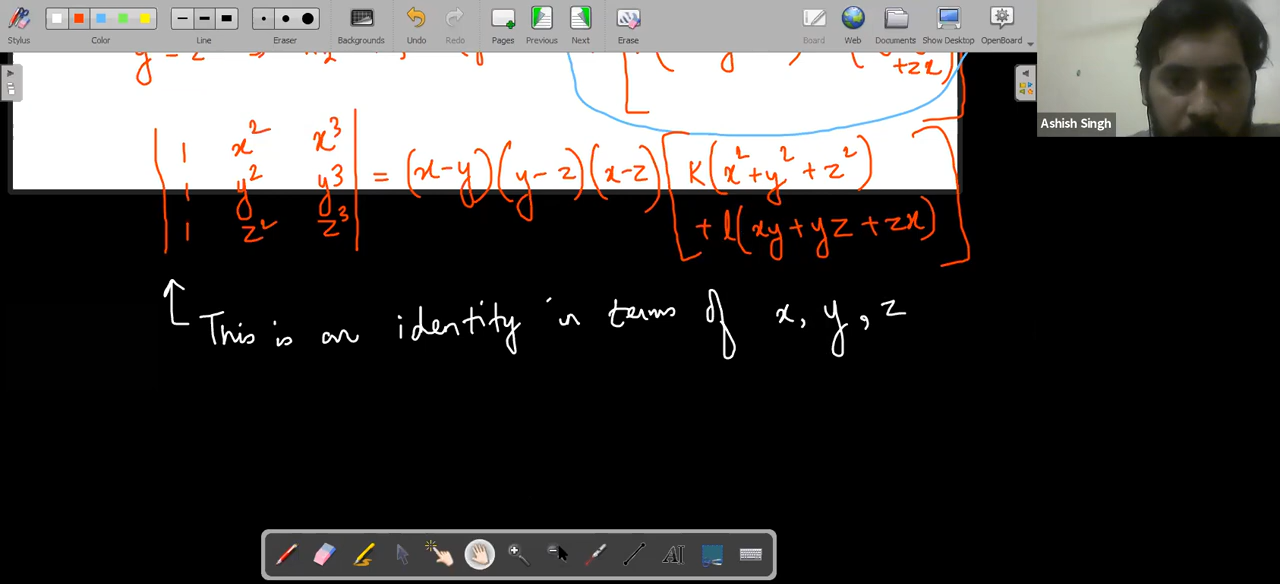 Stylus Color Line Eraser Backgrounds Undo Redo Pages Previous Next Erase Board Web Documents Show Desktop OpenBoard
Ashish Singh
+zx)
1 x² x³
1 y² y³ = (x-y)(y-z)(x-z)[K(x²+y²+z²)
1 z² z³ + l(xy+yz+zx)]
This is an identity in terms of x, y, z
AI